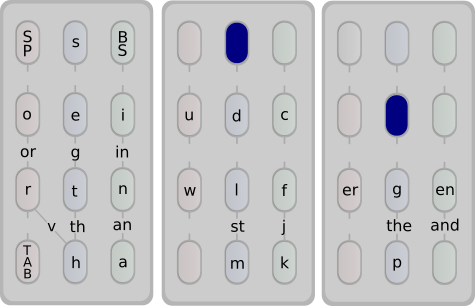 SP s BS
o e i u d c
or g in
r t n w l f er g en
v th an st j the and
TAB h a m k p